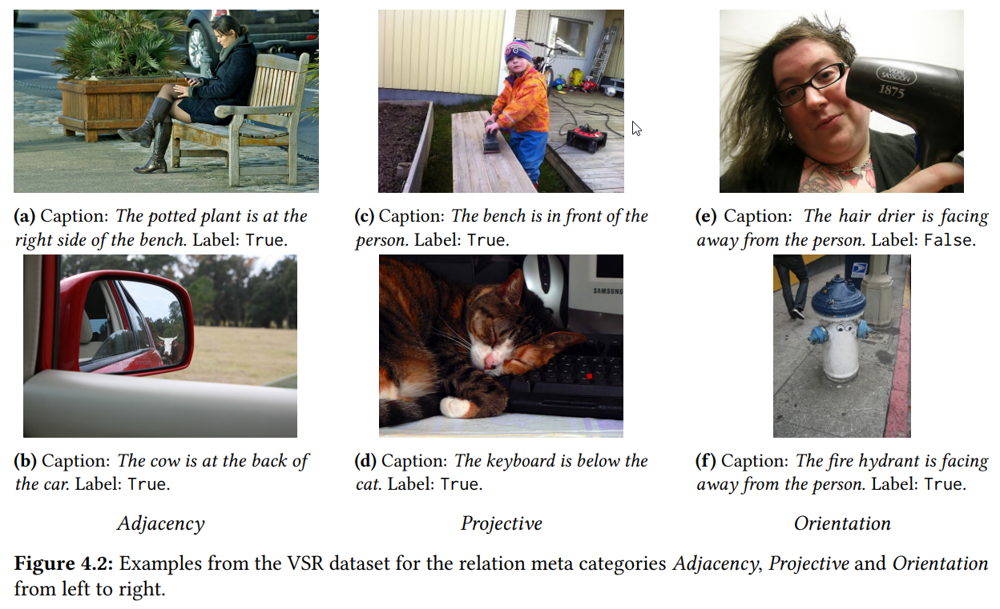 VIDAL
SASSOON
1875
(a) Caption: The potted plant is at the
right side of the bench. Label: True.
(c) Caption: The bench is in front of the
person. Label: True.
(e) Caption: The hair drier is facing
away from the person. Label: False.
SAMSUNG
(b) Caption: The cow is at the back of
the car. Label: True.
(d) Caption: The keyboard is below the
cat. Label: True.
(f) Caption: The fire hydrant is facing
away from the person. Label: True.
Adjacency
Projective
Orientation
Figure 4.2: Examples from the VSR dataset for the relation meta categories Adjacency, Projective and Orientation
from left to right.